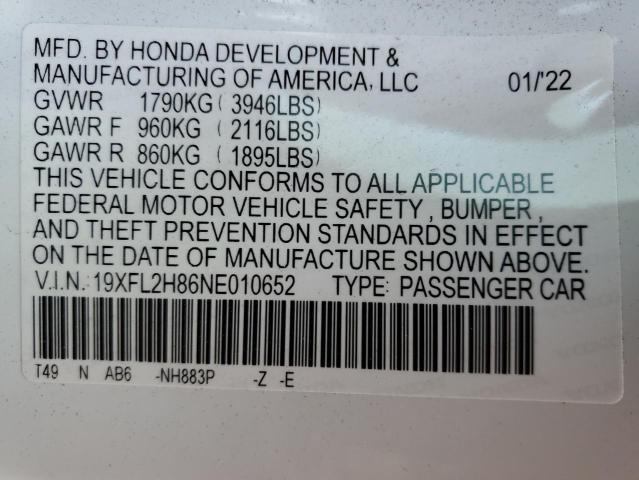 MFD. BY HONDA DEVELOPMENT &
MANUFACTURING OF AMERICA, LLC 01/'22
GVWR 1790KG ( 3946LBS)
GAWR F 960KG ( 2116LBS)
GAWR R 860KG ( 1895LBS)
THIS VEHICLE CONFORMS TO ALL APPLICABLE
FEDERAL MOTOR VEHICLE SAFETY , BUMPER ,
AND THEFT PREVENTION STANDARDS IN EFFECT
ON THE DATE OF MANUFACTURE SHOWN ABOVE.
V.I.N.: 19XFL2H86NE010652 TYPE: PASSENGER CAR
T49 N AB6 -NH883P -Z -E